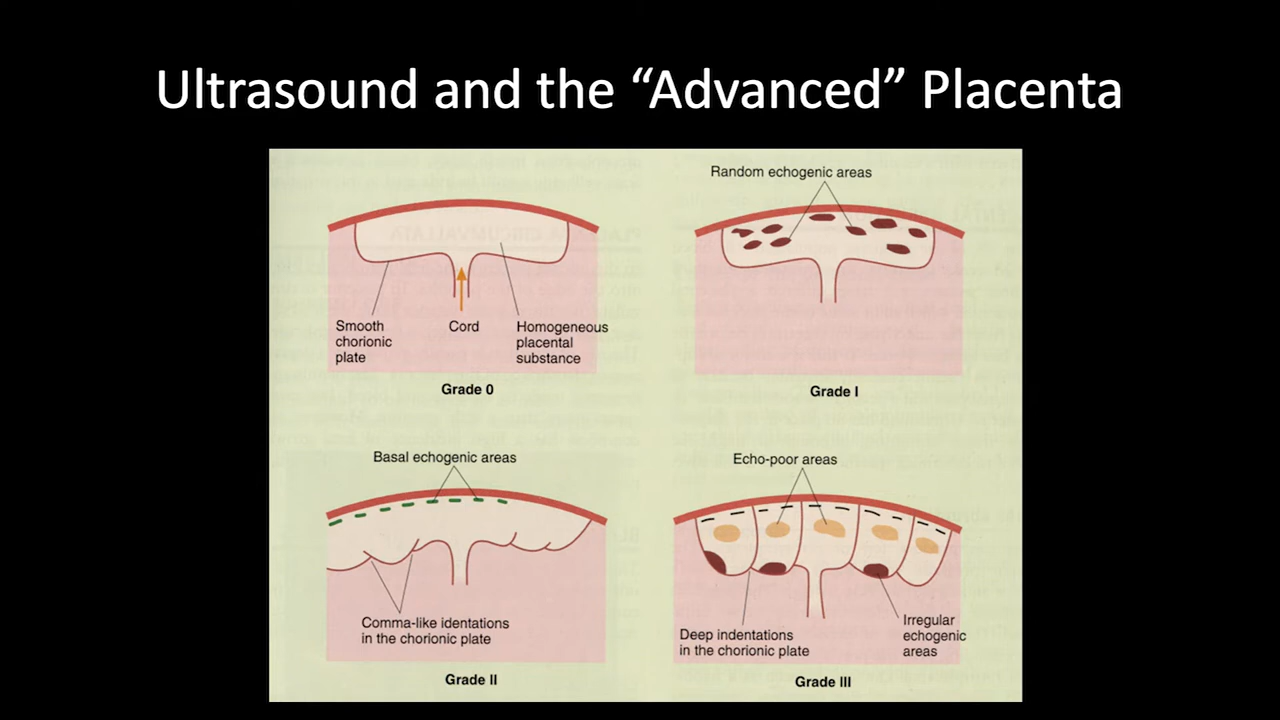 Ultrasound and the “Advanced” Placenta
Smooth
chorionic
plate
Cord
Homogeneous
placental
substance
Grade 0
Random echogenic areas
Grade I
Basal echogenic areas
Comma-like identations
in the chorionic plate
Grade II
Echo-poor areas
Deep indentations
in the chorionic plate
Irregular
echogenic
areas
Grade III